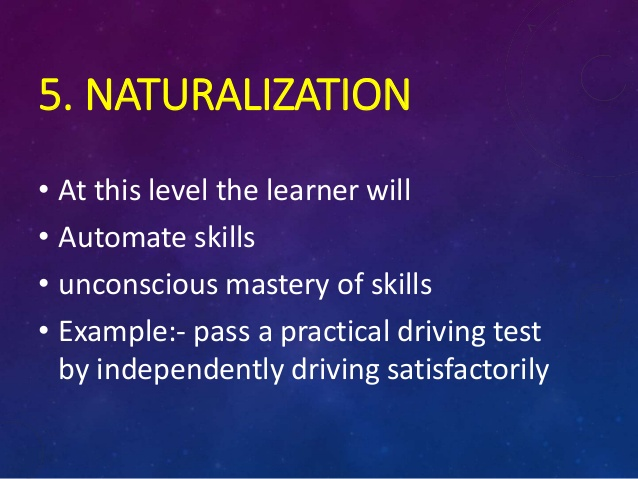 5. NATURALIZATION
• At this level the learner will
• Automate skills
• unconscious mastery of skills
• Example:- pass a practical driving test
by independently driving satisfactorily